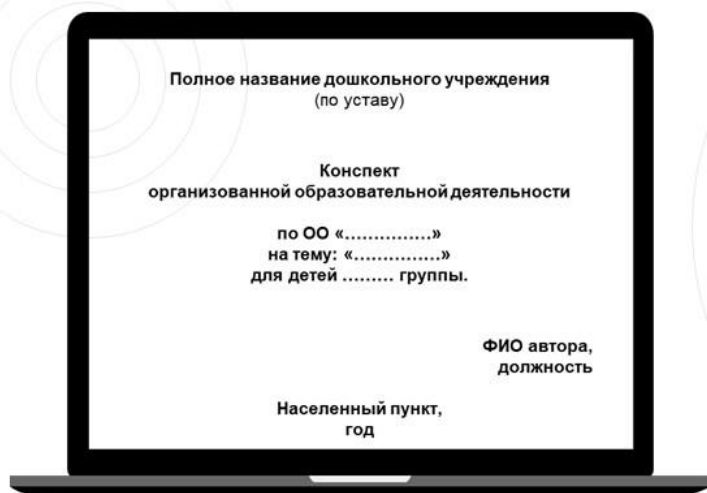 Полное название дошкольного учреждения
(по уставу)
Конспект
организованной образовательной деятельности
по ОО «……………»
на тему: «……………»
для детей ……… группы.
ФИО автора,
должность
Населенный пункт,
год